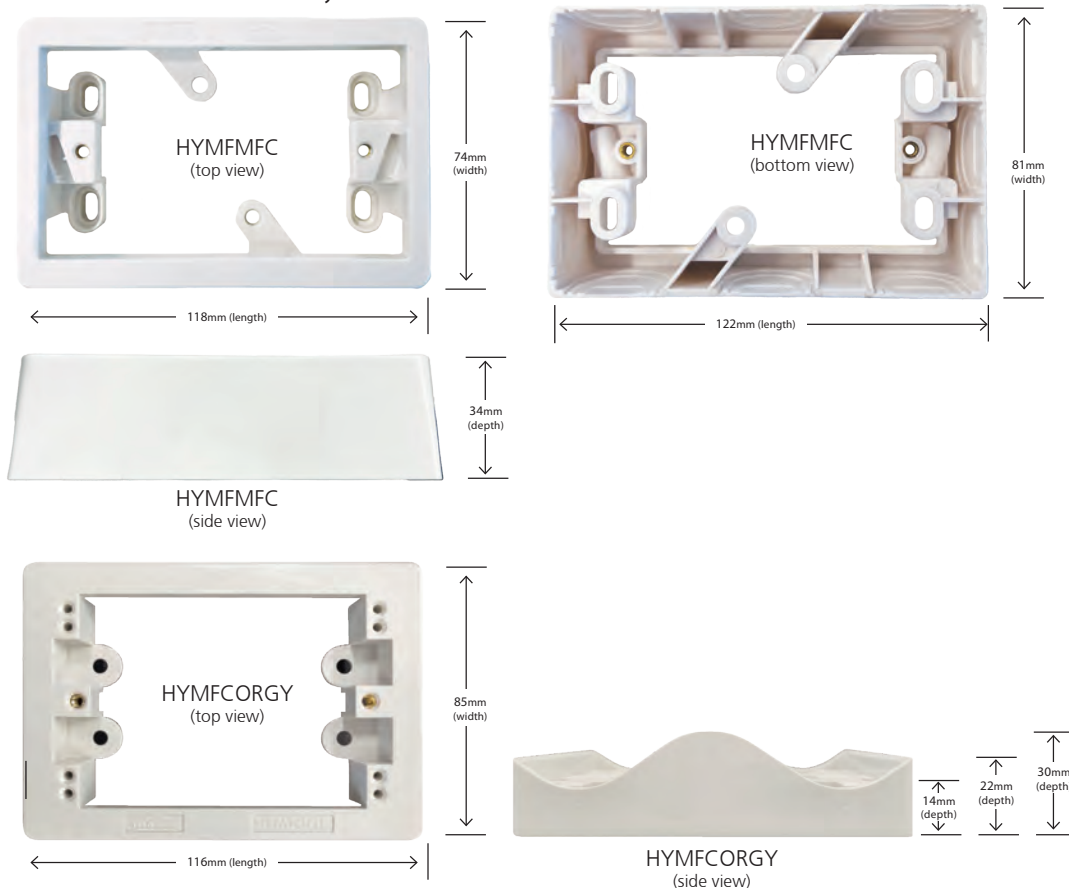 HYMFMFC
(top view)
74mm
(width)
118mm (length)
HYMFMFC
(bottom view)
81mm
(width)
122mm (length)
34mm
(depth)
HYMFMFC
(side view)
HYMFCORGY
(top view)
85mm
(width)
116mm (length)
14mm
(depth)
22mm
(depth)
30mm
(depth
HYMFCORGY
(side view)